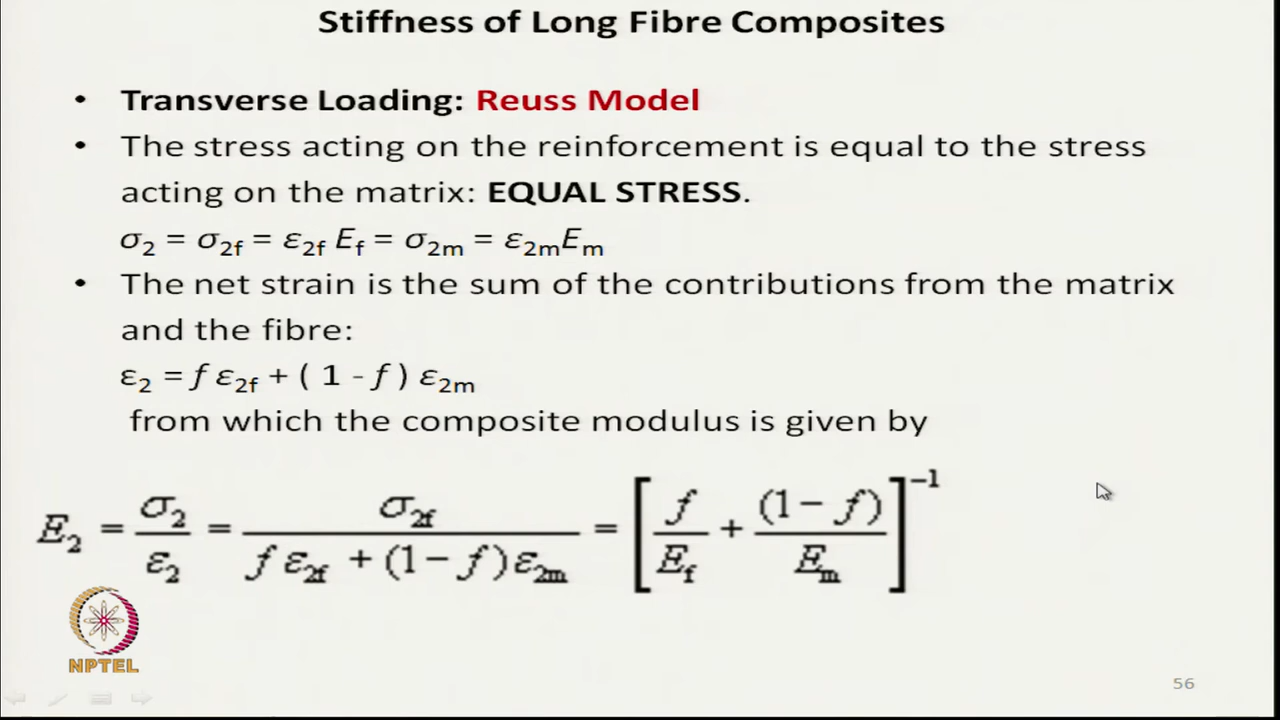 Stiffness of Long Fibre Composites
• Transverse Loading: Reuss Model
• The stress acting on the reinforcement is equal to the stress
acting on the matrix: EQUAL STRESS.
σ₂ = σ₂f = ε₂f Ef = σ₂m = ε₂mEm
• The net strain is the sum of the contributions from the matrix
and the fibre:
ε₂ = f ε₂f + ( 1 - f ) ε₂m
from which the composite modulus is given by
E₂ = σ₂/ε₂ = σ₂f/(f ε₂f + (1 − f) ε₂m) = [f/Ef + (1 − f)/Em]⁻¹
NPTEL
56